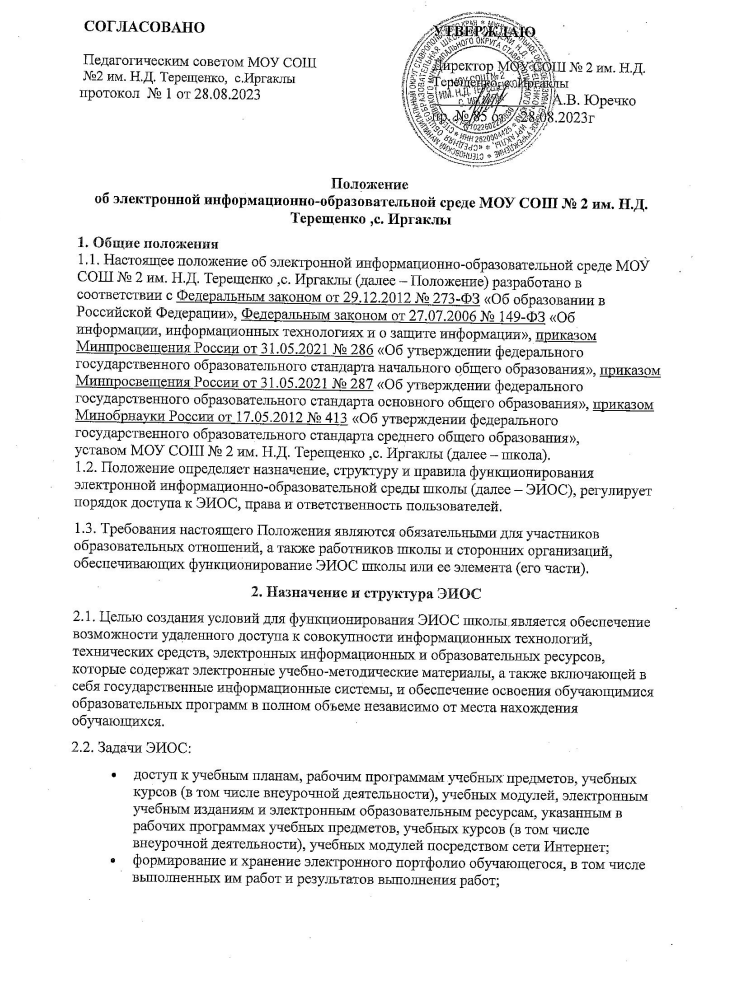 СОГЛАСОВАНО
Педагогическим советом МОУ СОШ
№2 им. Н.Д. Терещенко, с.Иргаклы
протокол № 1 от 28.08.2023
УТВЕРЖДАЮ
Директор МОУ СОШ № 2 им. Н.Д.
Терещенко, с. Иргаклы
А.В. Юречко
пр. № 85 от 28.08.2023г
Положение
об электронной информационно-образовательной среде МОУ СОШ № 2 им. Н.Д.
Терещенко ,с. Иргаклы
1. Общие положения
1.1. Настоящее положение об электронной информационно-образовательной среде МОУ
СОШ № 2 им. Н.Д. Терещенко ,с. Иргаклы (далее – Положение) разработано в
соответствии с Федеральным законом от 29.12.2012 № 273-ФЗ «Об образовании в
Российской Федерации», Федеральным законом от 27.07.2006 № 149-ФЗ «Об
информации, информационных технологиях и о защите информации», приказом
Минпросвещения России от 31.05.2021 № 286 «Об утверждении федерального
государственного образовательного стандарта начального общего образования», приказом
Минпросвещения России от 31.05.2021 № 287 «Об утверждении федерального
государственного образовательного стандарта основного общего образования», приказом
Минобрнауки России от 17.05.2012 № 413 «Об утверждении федерального
государственного образовательного стандарта среднего общего образования»,
уставом МОУ СОШ № 2 им. Н.Д. Терещенко ,с. Иргаклы (далее – школа).
1.2. Положение определяет назначение, структуру и правила функционирования
электронной информационно-образовательной среды школы (далее – ЭИОС), регулирует
порядок доступа к ЭИОС, права и ответственность пользователей.
1.3. Требования настоящего Положения являются обязательными для участников
образовательных отношений, а также работников школы и сторонних организаций,
обеспечивающих функционирование ЭИОС школы или ее элемента (его части).
2. Назначение и структура ЭИОС
2.1. Целью создания условий для функционирования ЭИОС школы является обеспечение
возможности удаленного доступа к совокупности информационных технологий,
технических средств, электронных информационных и образовательных ресурсов,
которые содержат электронные учебно-методические материалы, а также включающей в
себя государственные информационные системы, и обеспечение освоения обучающимися
образовательных программ в полном объеме независимо от места нахождения
обучающихся.
2.2. Задачи ЭИОС:
• доступ к учебным планам, рабочим программам учебных предметов, учебных
курсов (в том числе внеурочной деятельности), учебных модулей, электронным
учебным изданиям и электронным образовательным ресурсам, указанным в
рабочих программах учебных предметов, учебных курсов (в том числе
внеурочной деятельности), учебных модулей посредством сети Интернет;
• формирование и хранение электронного портфолио обучающегося, в том числе
выполненных им работ и результатов выполнения работ;